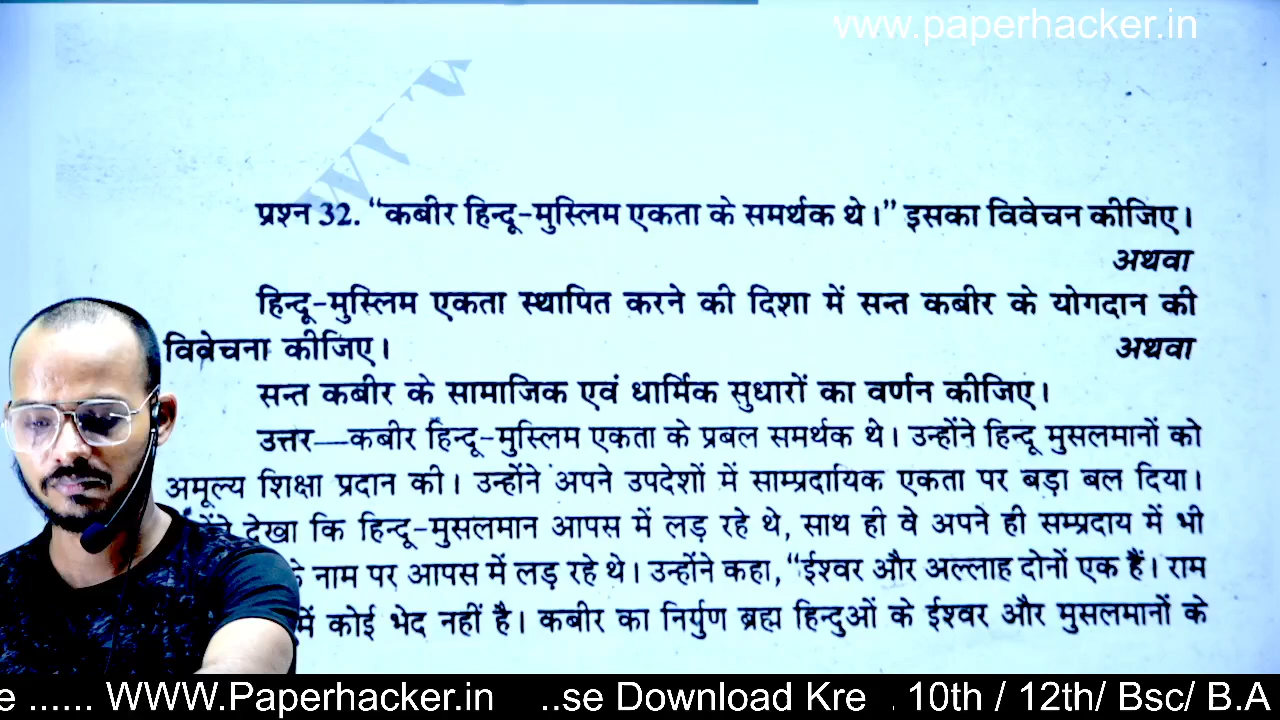 www.paperhacker.in
प्रश्न 32. “कबीर हिन्दू-मुस्लिम एकता के समर्थक थे।” इसका विवेचन कीजिए।
अथवा
हिन्दू-मुस्लिम एकता स्थापित करने की दिशा में सन्त कबीर के योगदान की
विवेचना कीजिए। अथवा
सन्त कबीर के सामाजिक एवं धार्मिक सुधारों का वर्णन कीजिए।
उत्तर—कबीर हिन्दू-मुस्लिम एकता के प्रबल समर्थक थे। उन्होंने हिन्दू मुसलमानों को
अमूल्य शिक्षा प्रदान की। उन्होंने अपने उपदेशों में साम्प्रदायिक एकता पर बड़ा बल दिया।
देखा कि हिन्दू-मुसलमान आपस में लड़ रहे थे, साथ ही वे अपने ही सम्प्रदाय में भी
नाम पर आपस में लड़ रहे थे। उन्होंने कहा, “ईश्वर और अल्लाह दोनों एक हैं। राम
में कोई भेद नहीं है। कबीर का निर्गुण ब्रह्म हिन्दुओं के ईश्वर और मुसलमानों के
e ...... WWW.Paperhacker.in ..se Download Kre . 10th / 12th/ Bsc/ B.A